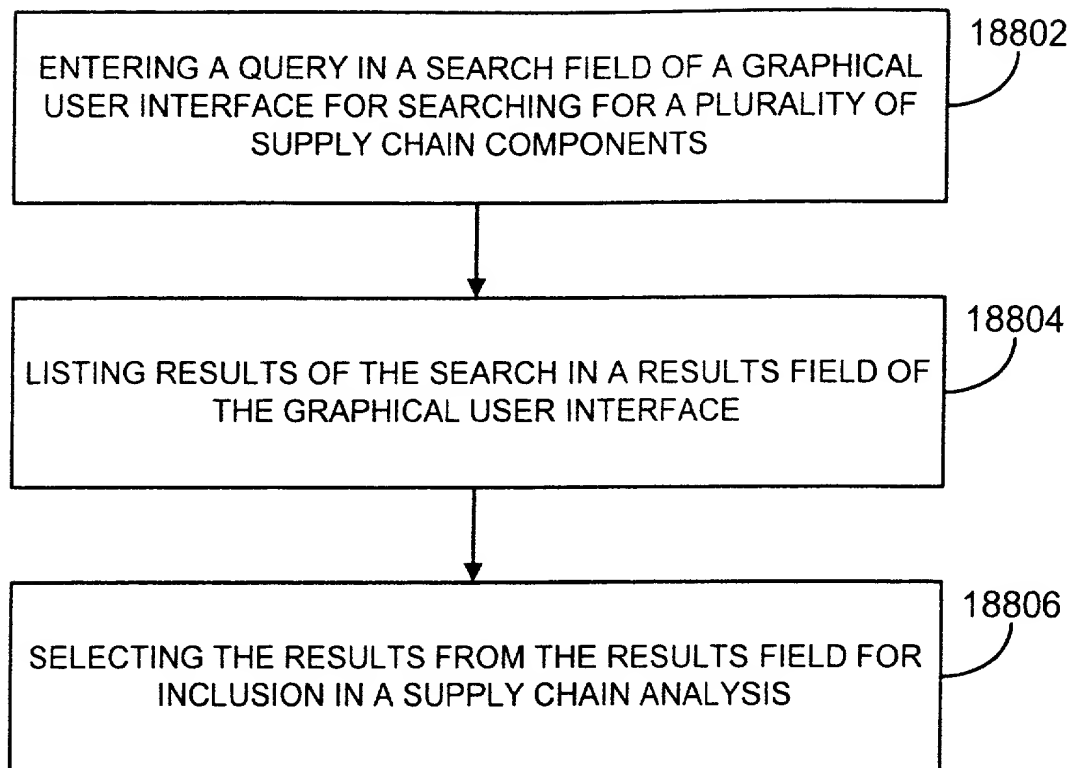 18802
ENTERING A QUERY IN A SEARCH FIELD OF A GRAPHICAL
USER INTERFACE FOR SEARCHING FOR A PLURALITY OF
SUPPLY CHAIN COMPONENTS
18804
LISTING RESULTS OF THE SEARCH IN A RESULTS FIELD OF
THE GRAPHICAL USER INTERFACE
18806
SELECTING THE RESULTS FROM THE RESULTS FIELD FOR
INCLUSION IN A SUPPLY CHAIN ANALYSIS